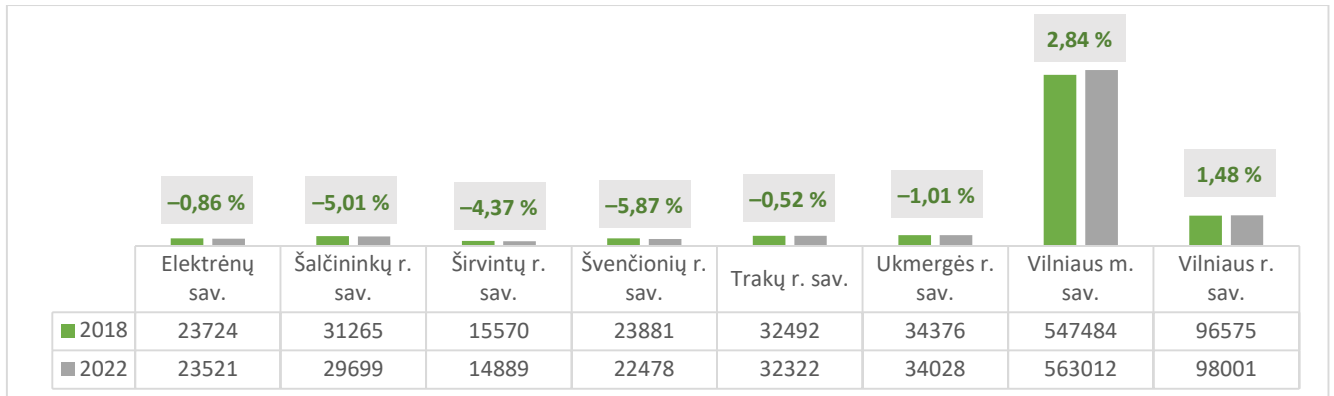 2,84 %
1,48 %
–0,86 % –5,01 % –4,37 % –5,87 % –0,52 % –1,01 %
Elektrėnų sav. Šalčininkų r. sav. Širvintų r. sav. Švenčionių r. sav. Trakų r. sav. Ukmergės r. sav. Vilniaus m. sav. Vilniaus r. sav.
2018 23724 31265 15570 23881 32492 34376 547484 96575
2022 23521 29699 14889 22478 32322 34028 563012 98001